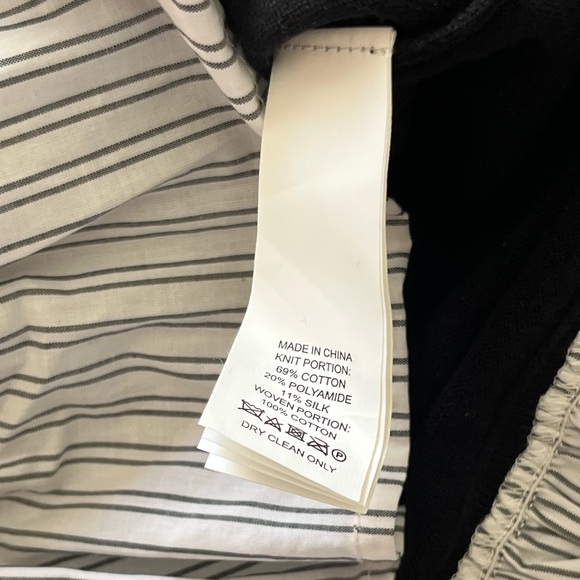 MADE IN CHINA
KNIT PORTION:
69% COTTON
20% POLYAMIDE
11% SILK
WOVEN PORTION:
100% COTTON
P
DRY CLEAN ONLY